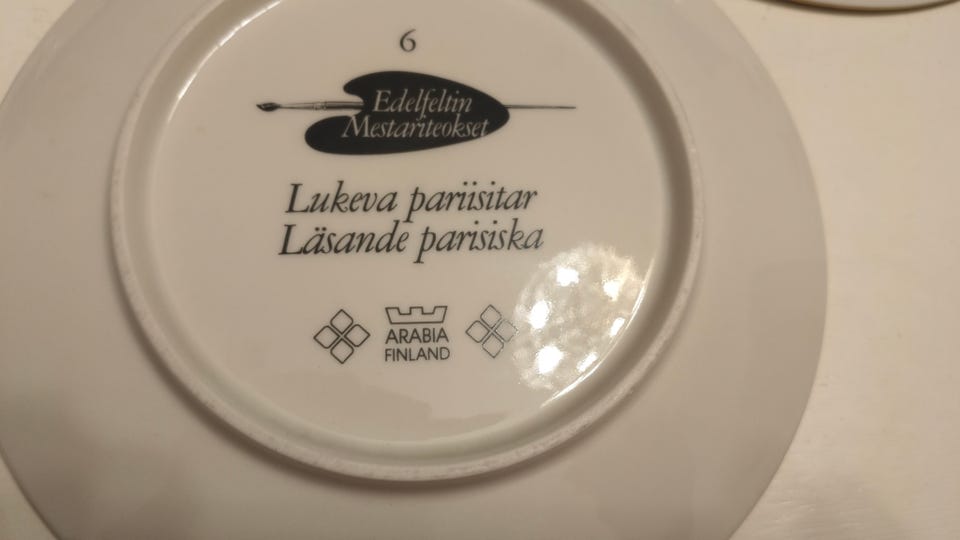 6
Edelfeltin
Mestariteokset
Lukeva pariisitar
Läsande parisiska
ARABIA
FINLAND